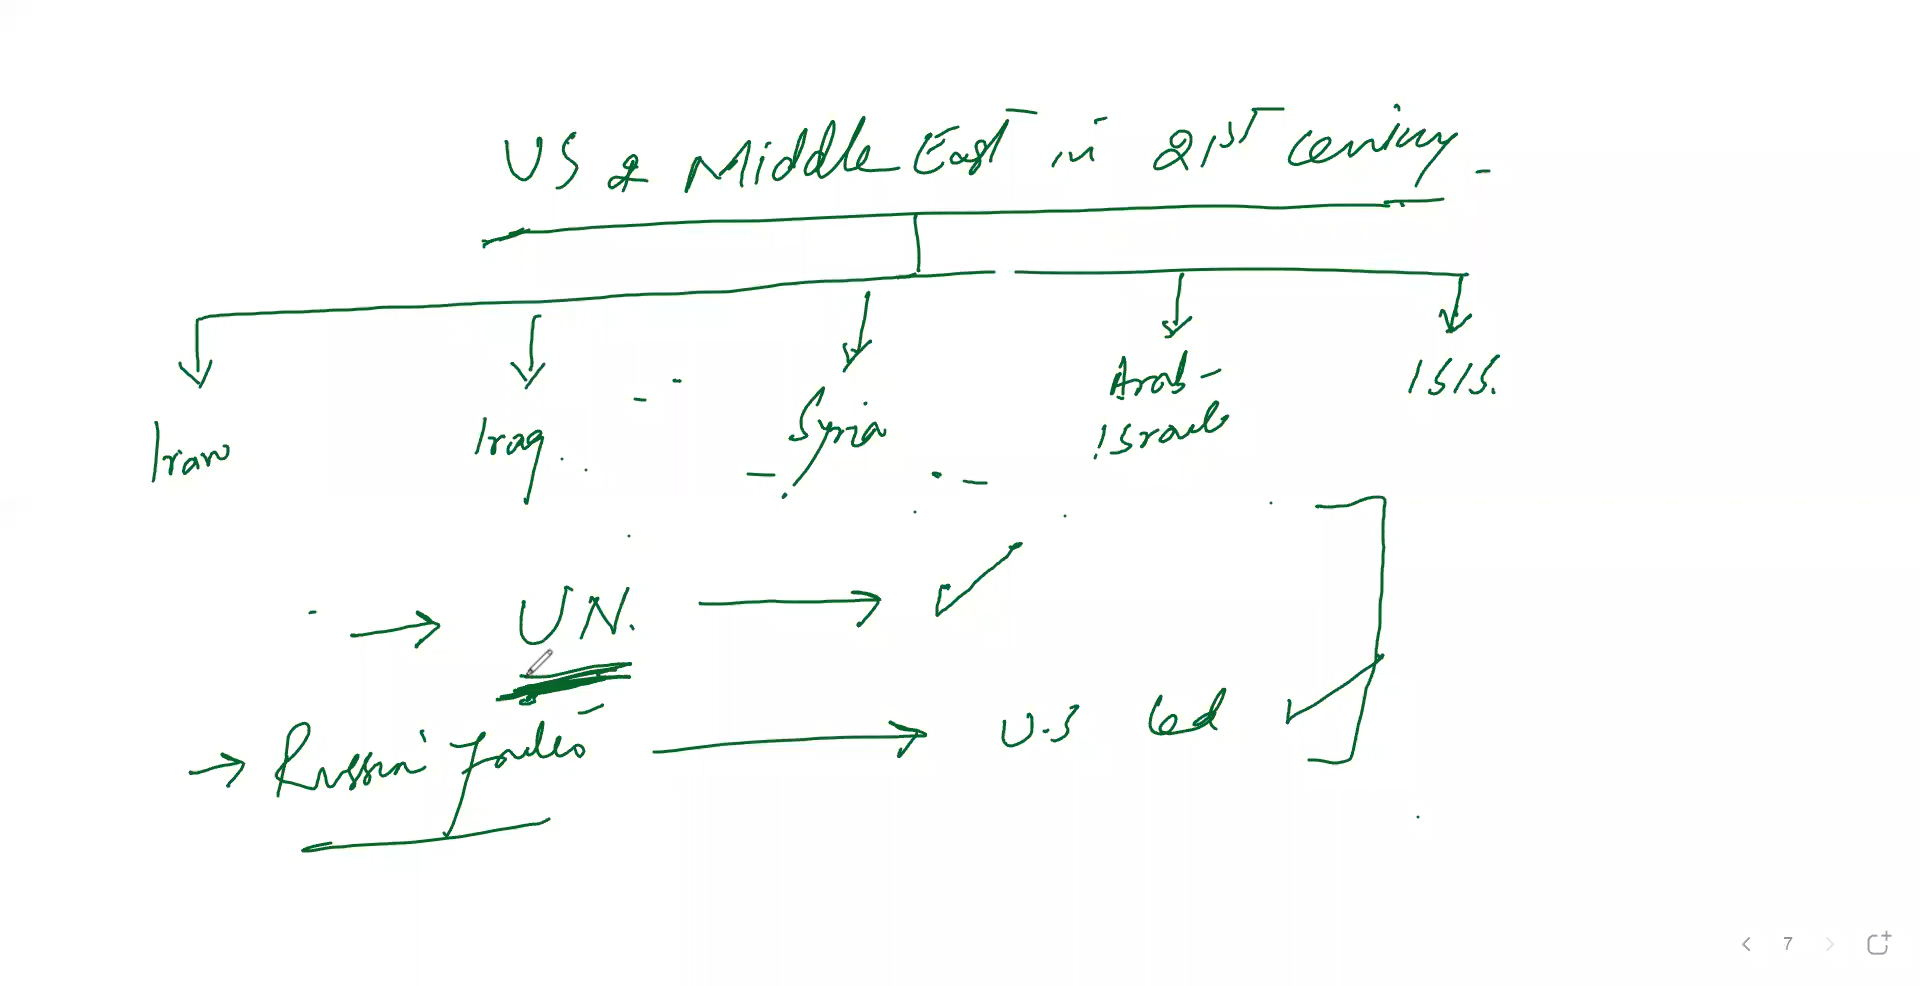 US & Middle East in 21st century
Iran Iraq Syria Arab- ISIS.
Israel
→ UN. → ✓
→ Russian → U.S led ✓
7